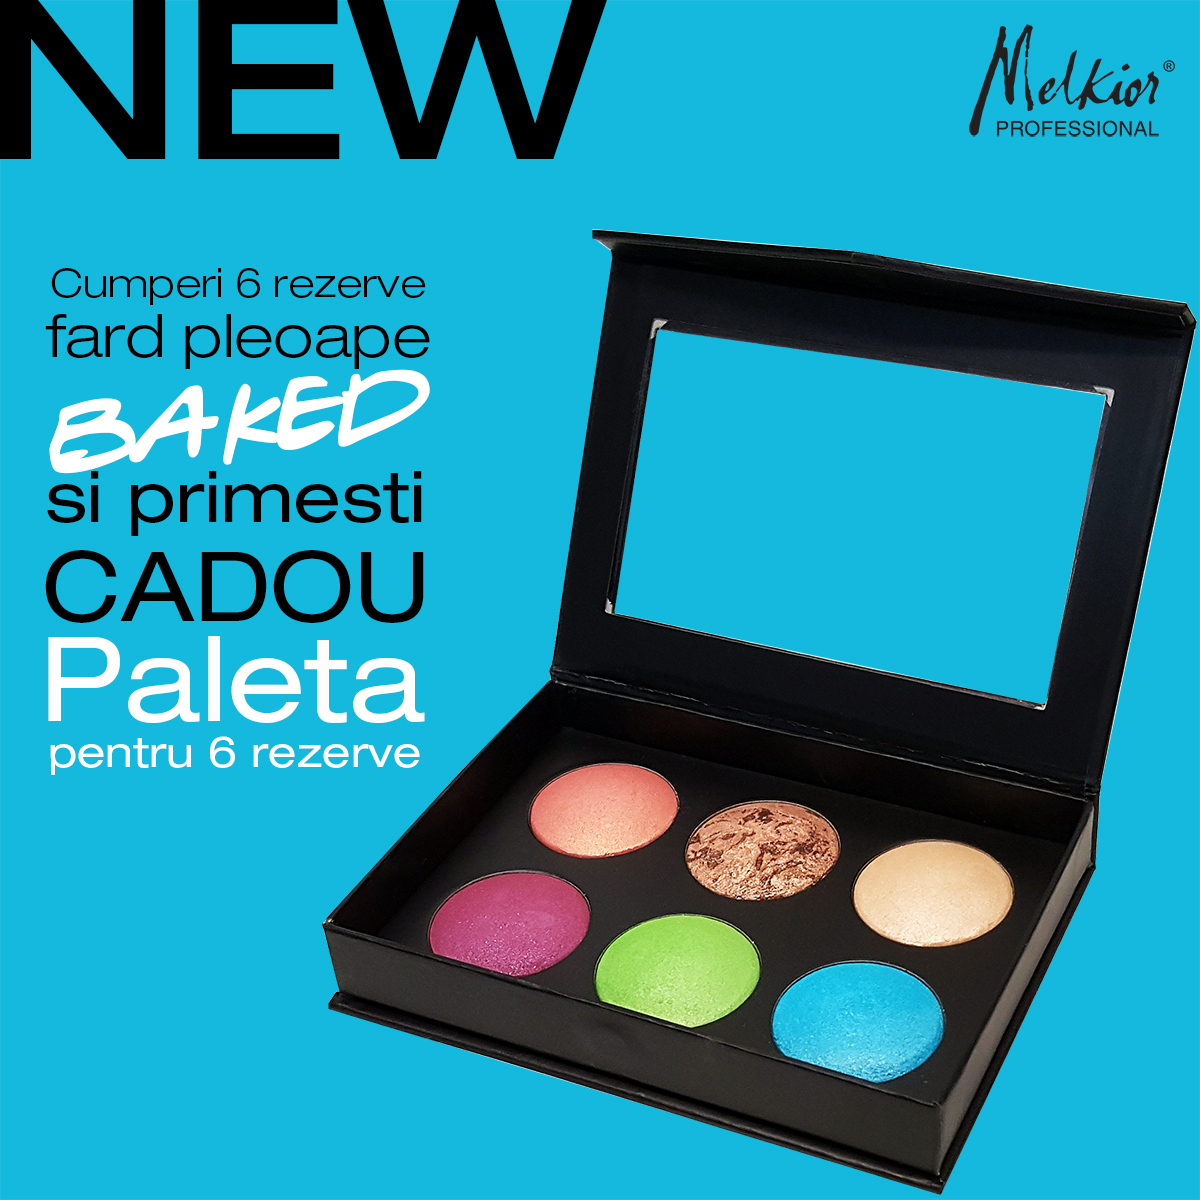 NEW
Melkior®
PROFESSIONAL
Cumperi 6 rezerve
fard pleoape
BAKED
si primesti
CADOU
Paleta
pentru 6 rezerve